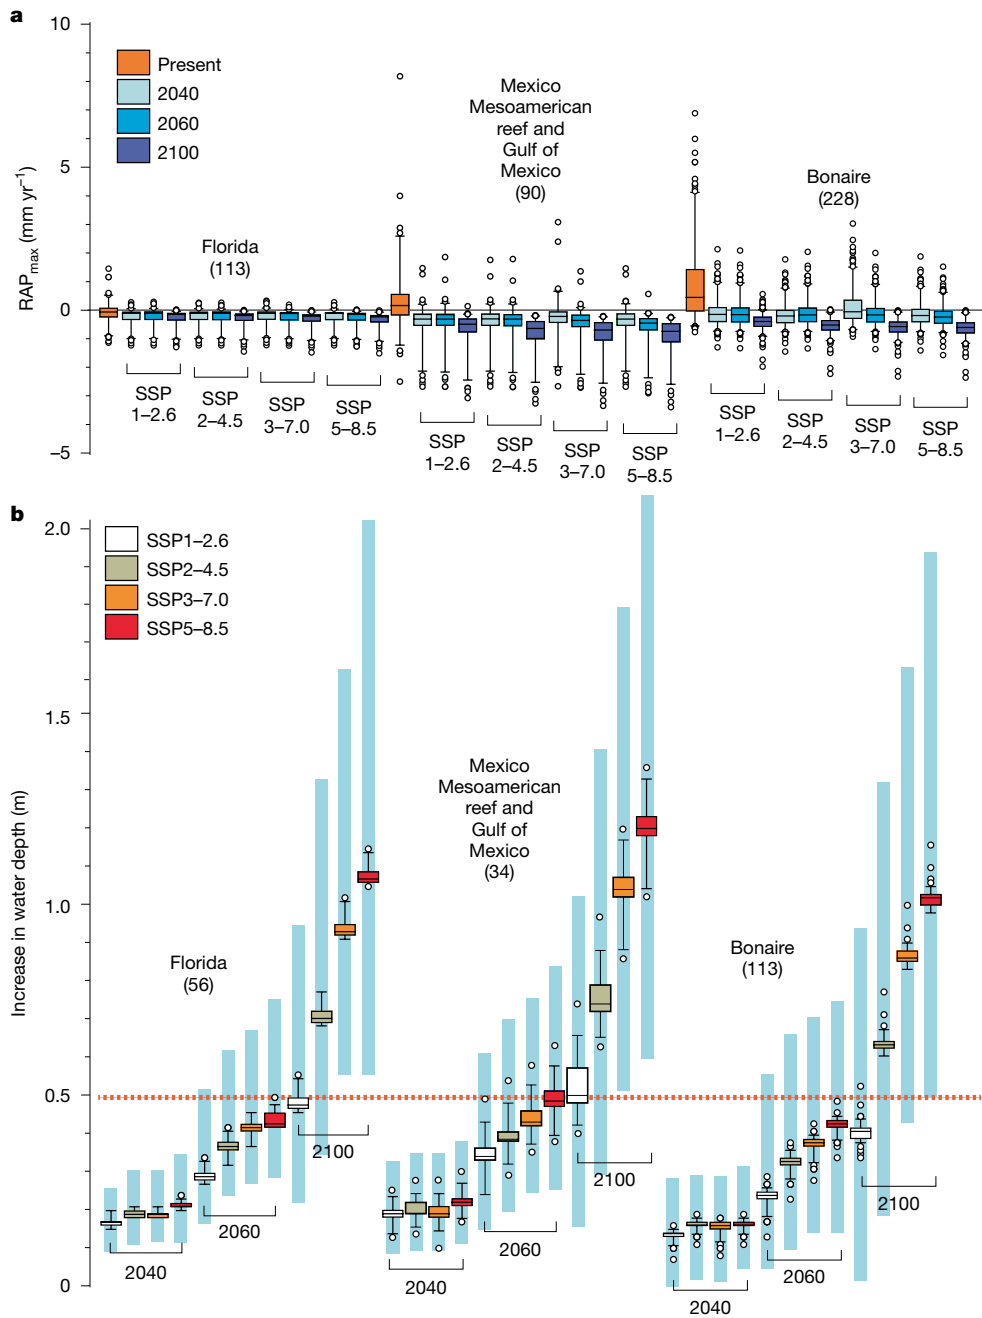 a
10
5
0
–5
RAPmax (mm yr–1)
Present
2040
2060
2100
Florida
(113)
Mexico
Mesoamerican
reef and
Gulf of
Mexico
(90)
Bonaire
(228)
SSP
1–2.6
SSP
2–4.5
SSP
3–7.0
SSP
5–8.5
SSP
1–2.6
SSP
2–4.5
SSP
3–7.0
SSP
5–8.5
SSP
1–2.6
SSP
2–4.5
SSP
3–7.0
SSP
5–8.5
b
2.0
1.5
1.0
0.5
0
Increase in water depth (m)
SSP1–2.6
SSP2–4.5
SSP3–7.0
SSP5–8.5
Florida
(56)
Mexico
Mesoamerican
reef and
Gulf of
Mexico
(34)
Bonaire
(113)
2040
2060
2100
2040
2060
2100
2040
2060
2100